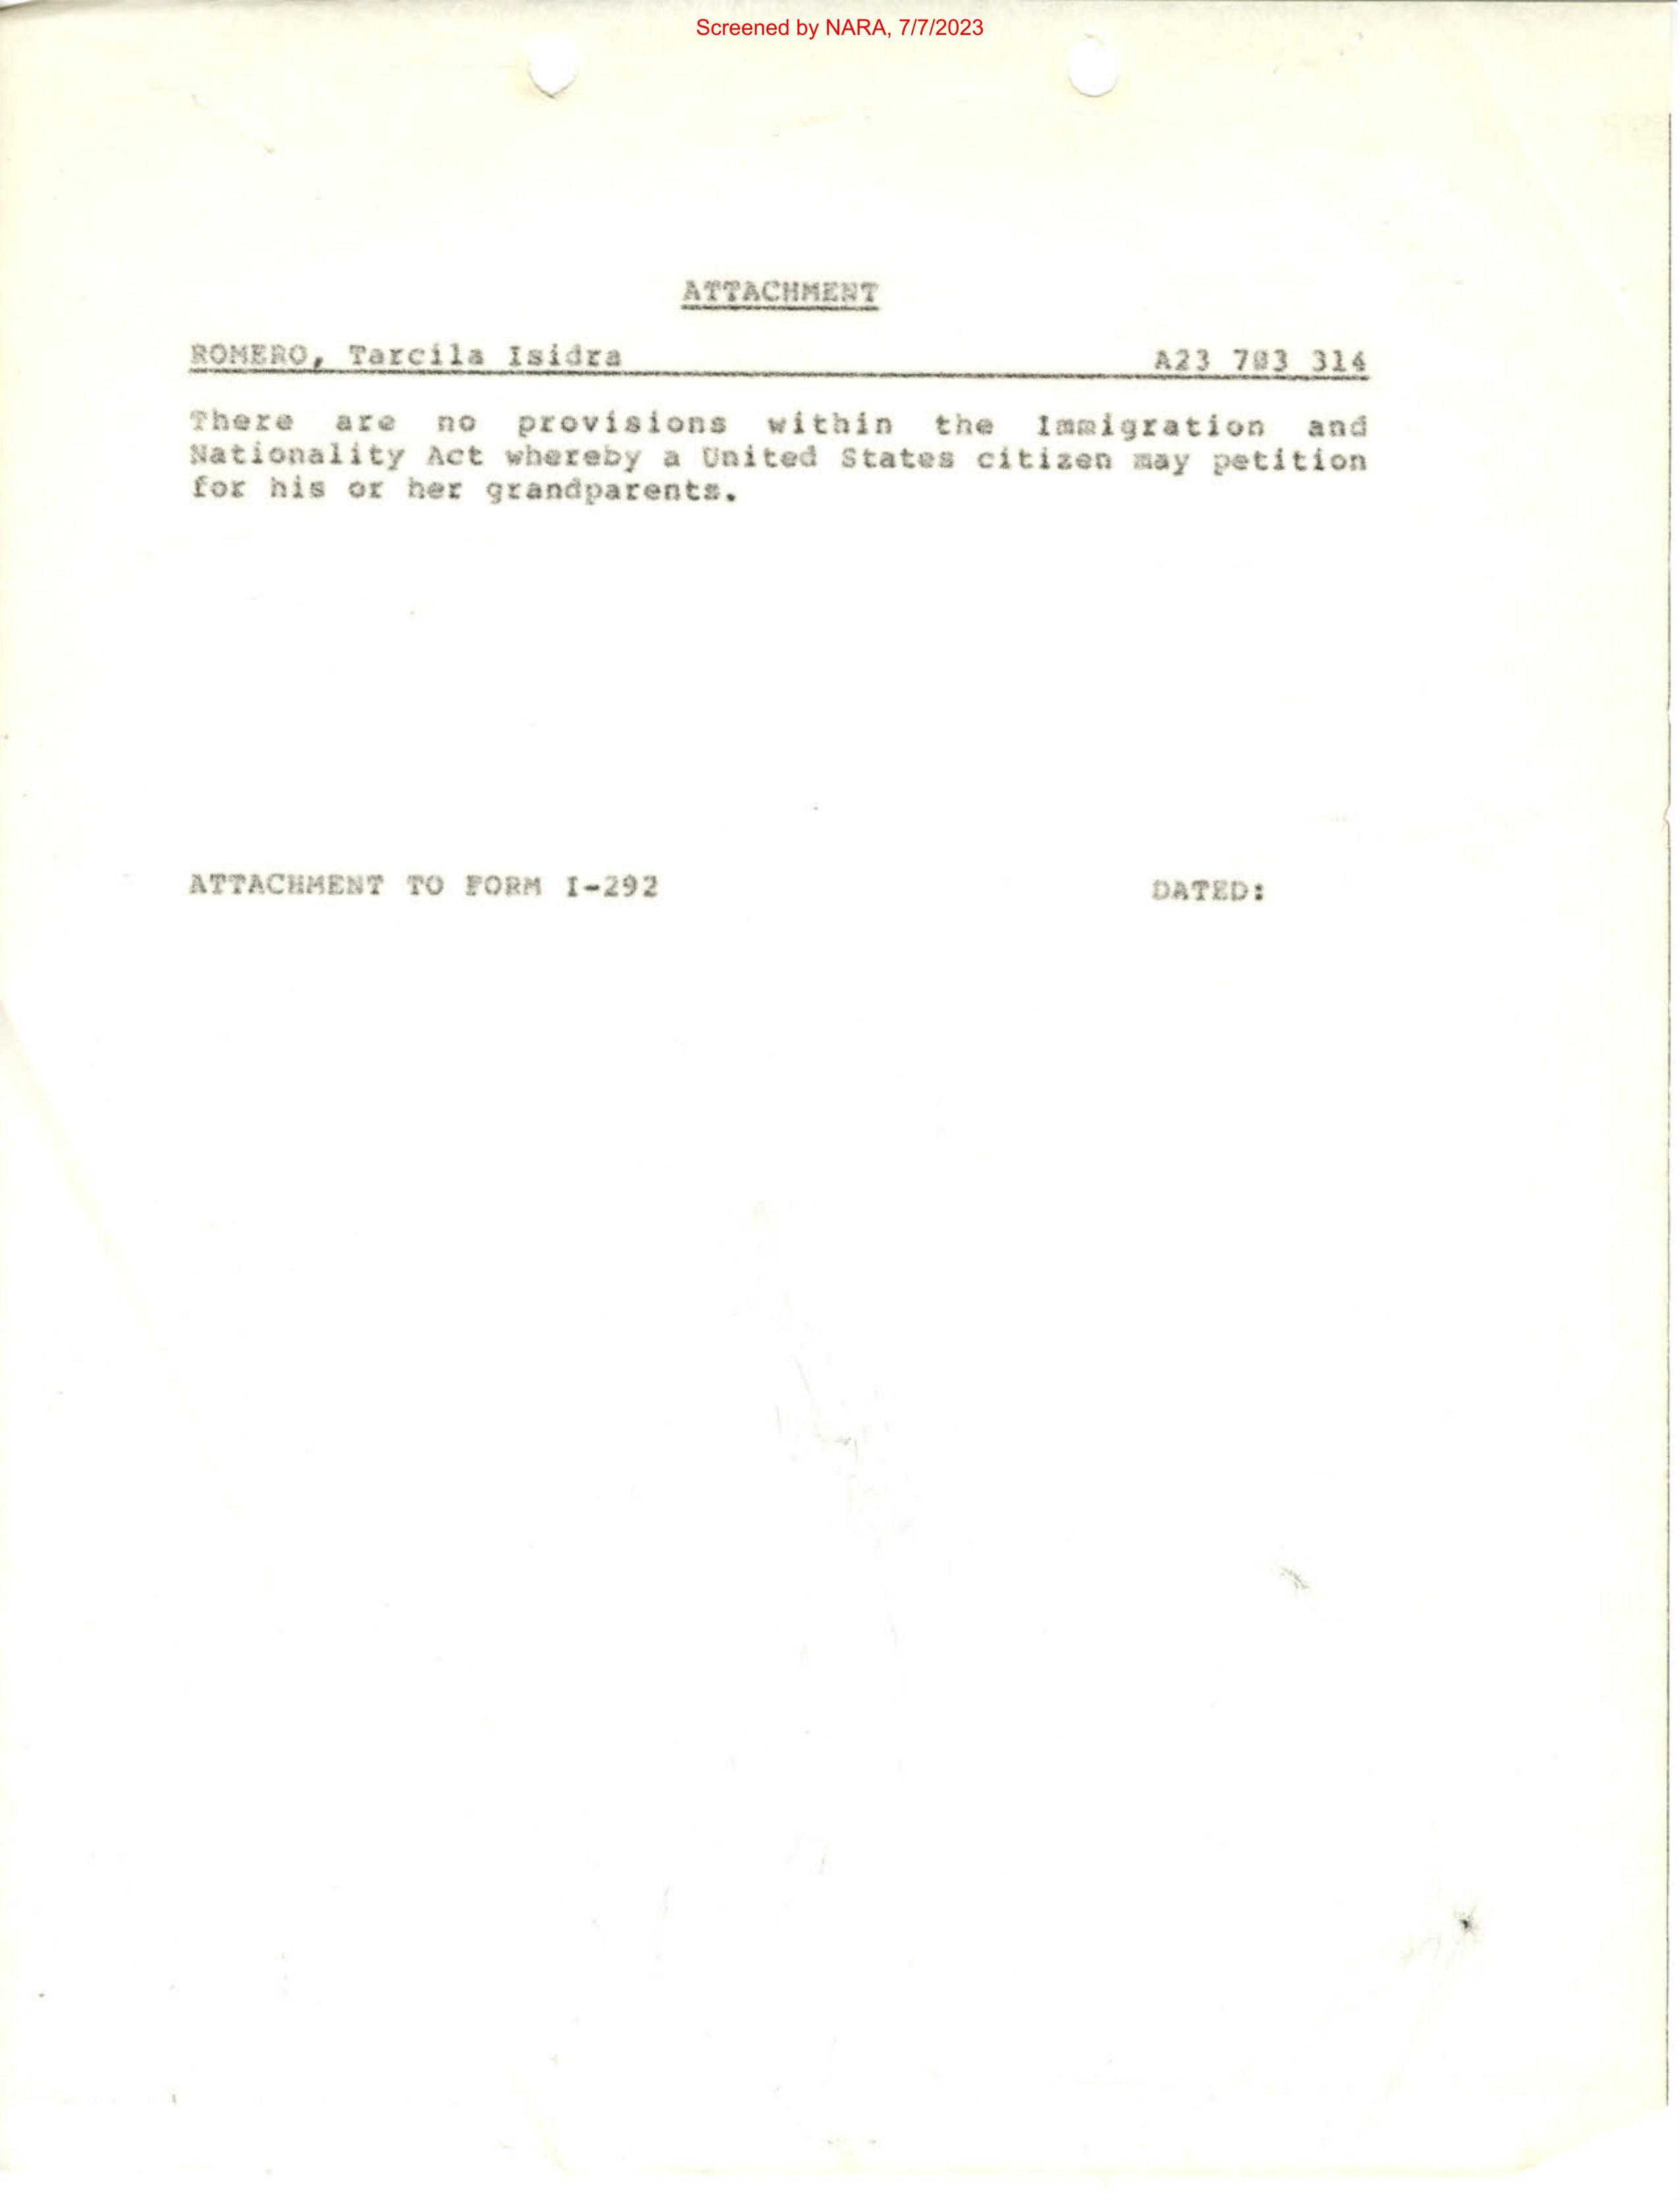 Screened by NARA, 7/7/2023
ATTACHMENT
ROMERO, Tarcila Isidra A23 783 314
There are no provisions within the Immigration and
Nationality Act whereby a United States citizen may petition
for his or her grandparents.
ATTACHMENT TO FORM I-292 DATED: